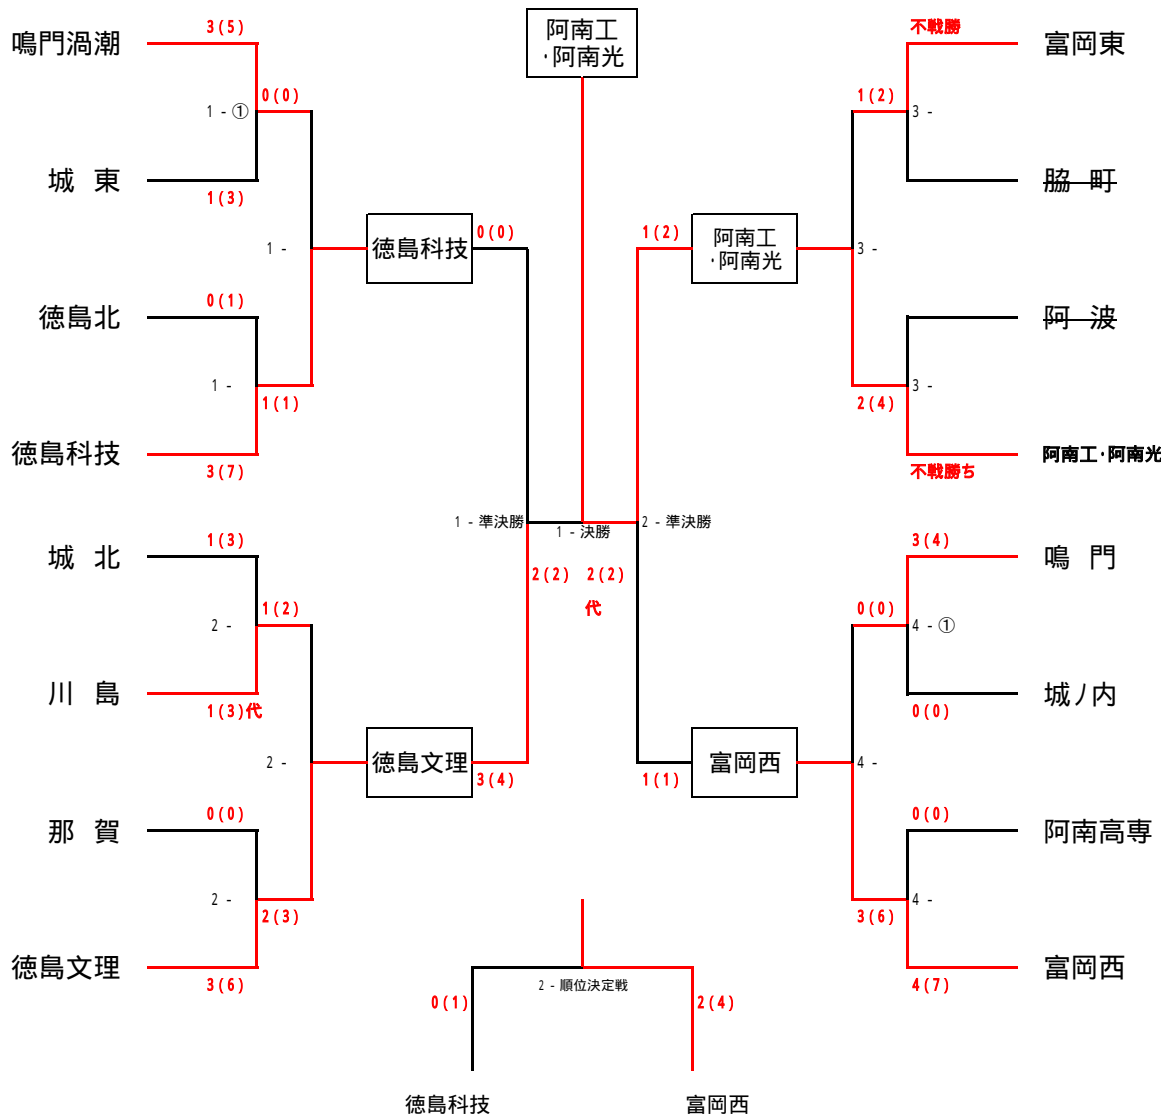 阿南工
・阿南光
鳴門渦潮
3(5)
0(0)
1 - ①
城 東
1(3)
1 -
徳島科技
0(0)
徳島北
0(1)
1 -
1(1)
徳島科技
3(7)
城 北
1(3)
1(2)
2 -
川 島
1(3)代
2 -
徳島文理
3(4)
那 賀
0(0)
2 -
2(3)
徳島文理
3(6)
1 - 準決勝
1 - 決勝
2 - 準決勝
2(2)
2(2)
代
不戦勝
富岡東
1(2)
3 -
脇 町
1(2)
阿南工
・阿南光
3 -
阿 波
3 -
2(4)
阿南工・阿南光
不戦勝ち
3(4)
鳴 門
0(0)
4 - ①
城ノ内
0(0)
1(1)
富岡西
4 -
0(0)
阿南高専
4 -
3(6)
富岡西
4(7)
2 - 順位決定戦
0(1)
2(4)
徳島科技
富岡西